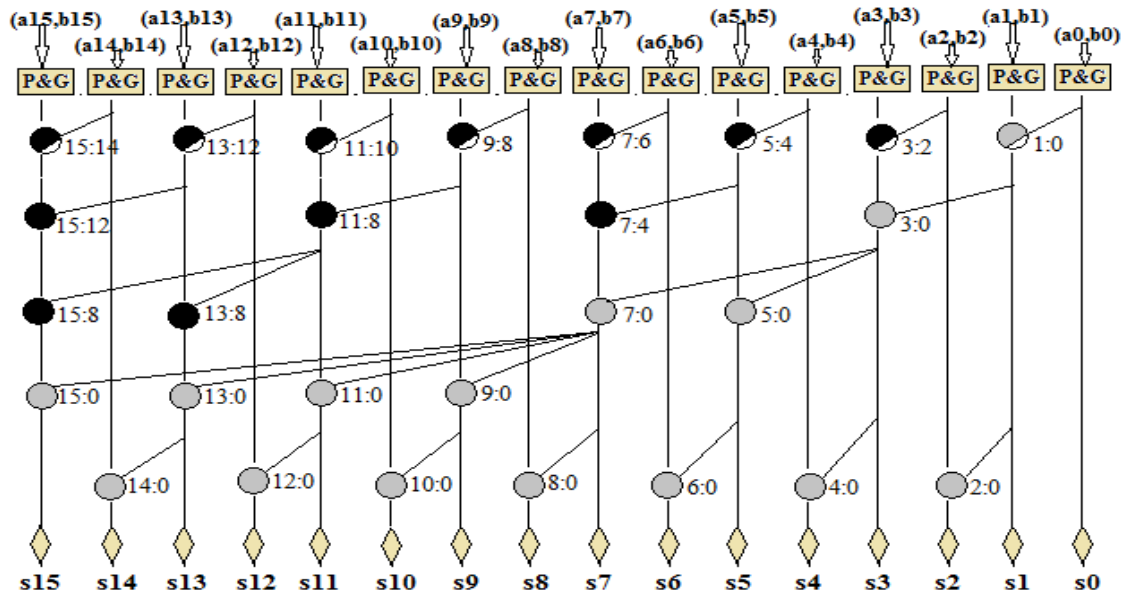 (a15,b15) (a13,b13) (a11,b11) (a9,b9) (a7,b7) (a5,b5) (a3,b3) (a1,b1)
(a14,b14) (a12,b12) (a10,b10) (a8,b8) (a6,b6) (a4,b4) (a2,b2) (a0,b0)
P&G P&G P&G P&G P&G P&G P&G P&G P&G P&G P&G P&G P&G P&G P&G P&G
15:14 13:12 11:10 9:8 7:6 5:4 3:2 1:0
15:12 11:8 7:4 3:0
15:8 13:8 7:0 5:0
15:0 13:0 11:0 9:0
14:0 12:0 10:0 8:0 6:0 4:0 2:0
s15 s14 s13 s12 s11 s10 s9 s8 s7 s6 s5 s4 s3 s2 s1 s0